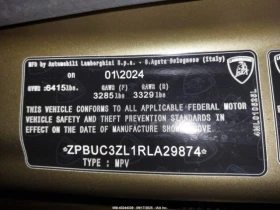 MFD by Automobili Lamborghini S.p.a. - S.Agata Bolognese (Italy)
on 01\2024
GVWR :6415lbs. GAWR (F) GAWR (R)
3285lbs 3329lbs
THIS VEHICLE CONFORMS TO ALL APPLICABLE FEDERAL MOTOR
VEHICLE SAFETY AND THEFT PREVENTION STANDARDS IN
EFFECT ON THE DATE OF MANUFACTURE SHOWN ABOVE
*ZPBUC3ZL1RLA29874*
TYPE : MPV
4ML010838L